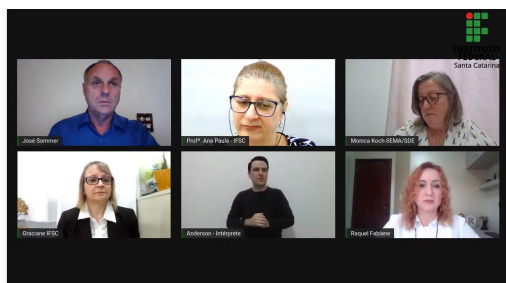 INSTITUTO
FEDERAL
Santa Catarina
José Sommer
Profª. Ana Paula - IFSC
Monica Koch-SEMA/SDE
Graciane IFSC
Anderson - Intérprete
Raquel Fabiane